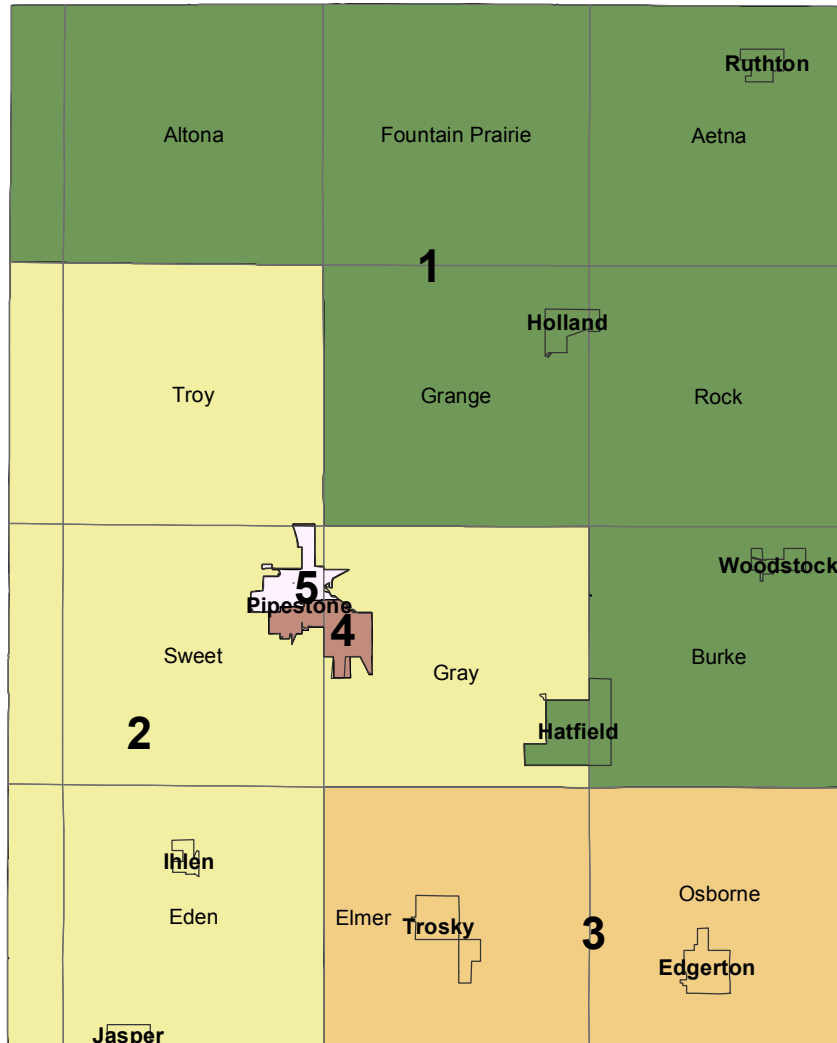 Ruthton
Altona
Fountain Prairie
Aetna
1
Holland
Troy
Grange
Rock
Woodstock
5
Pipestone
4
Sweet
Gray
Burke
2
Hatfield
Ihlen
Eden
Elmer
Trosky
3
Osborne
Edgerton
Jasper